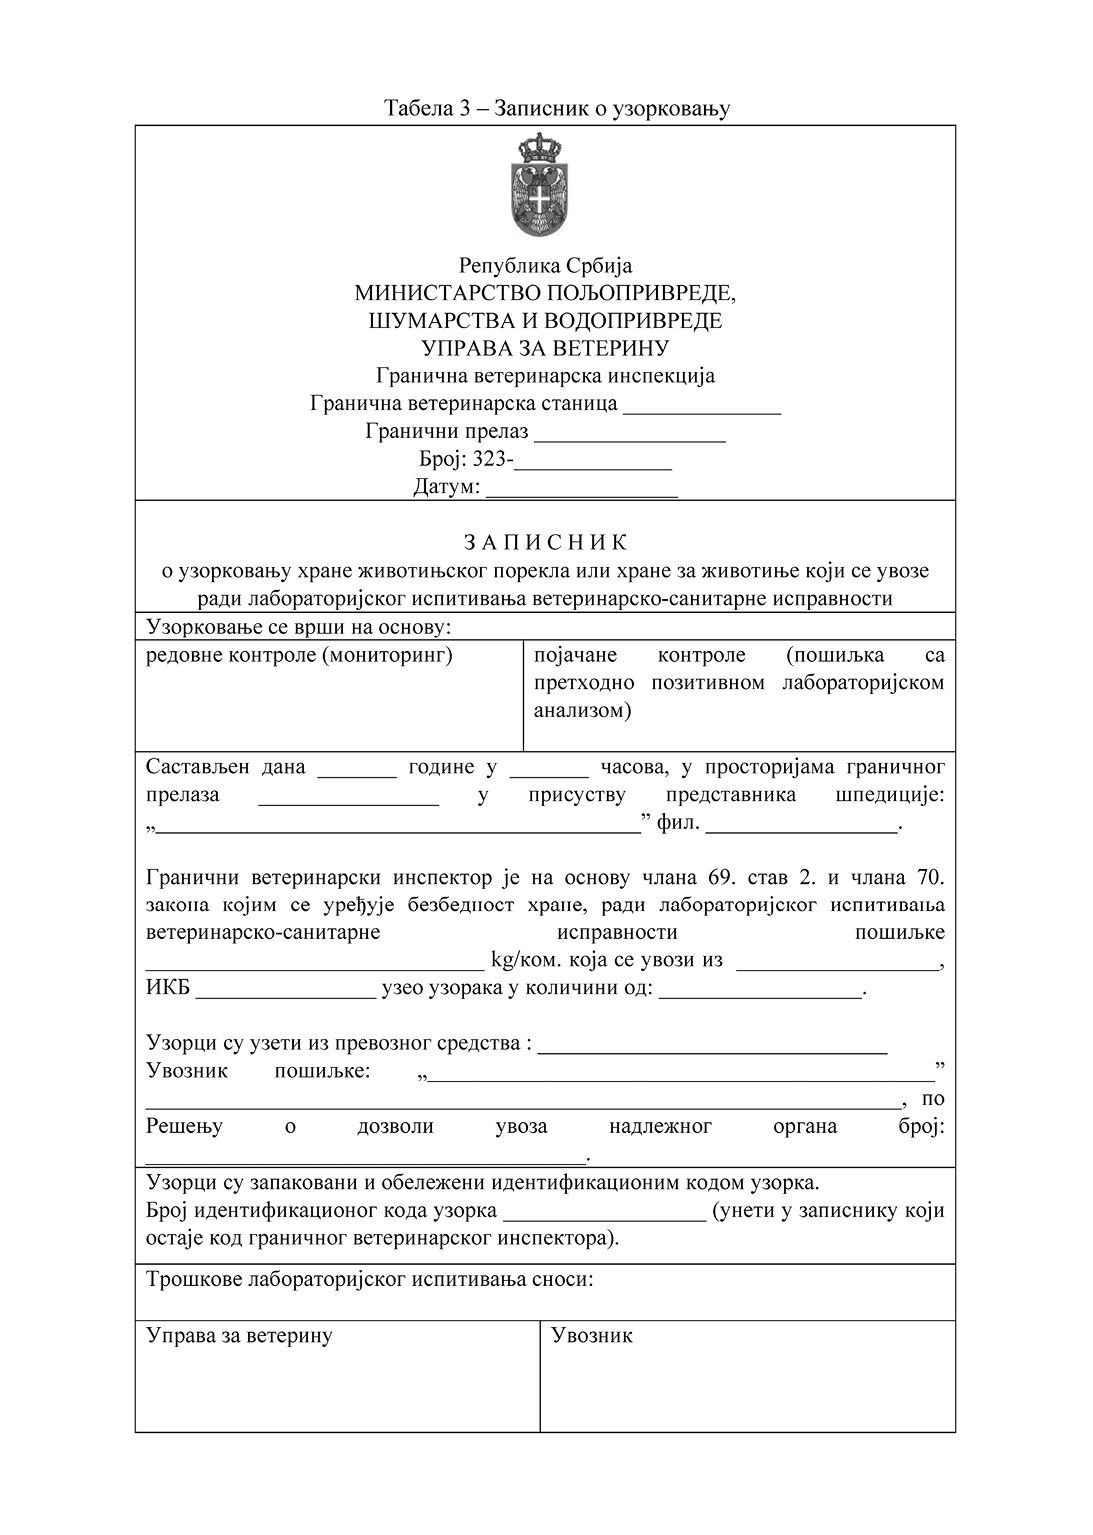 Табела 3 – Записник о узорковању
Република Србија
МИНИСТАРСТВО ПОЉОПРИВРЕДЕ,
ШУМАРСТВА И ВОДОПРИВРЕДЕ
УПРАВА ЗА ВЕТЕРИНУ
Гранична ветеринарска инспекција
Гранична ветеринарска станица ______________
Гранични прелаз _________________
Број: 323-______________
Датум: _________________
З А П И С Н И К
о узорковању хране животињског порекла или хране за животиње који се увозе
ради лабораторијског испитивања ветеринарско-санитарне исправности
Узорковање се врши на основу:
редовне контроле (мониторинг)
појачане контроле (пошиљка са
претходно позитивном лабораторијском
анализом)
Састављен дана _______ године у _______ часова, у просторијама граничног
прелаза ________________ у присуству представника шпедиције:
„___________________________________________” фил. _________________.
Гранични ветеринарски инспектор је на основу члана 69. став 2. и члана 70.
закона којим се уређује безбедност хране, ради лабораторијског испитивања
ветеринарско-санитарне исправности пошиљке
______________________________ kg/ком. која се увози из __________________,
ИКБ ________________ узео узорака у количини од: __________________.
Узорци су узети из превозног средства : _______________________________
Увозник пошиљке: „_____________________________________________”
___________________________________________________________________, по
Решењу о дозволи увоза надлежног органа број:
_______________________________________.
Узорци су запаковани и обележени идентификационим кодом узорка.
Број идентификационог кода узорка __________________ (унети у записнику који
остаје код граничног ветеринарског инспектора).
Трошкове лабораторијског испитивања сноси:
Управа за ветерину
Увозник